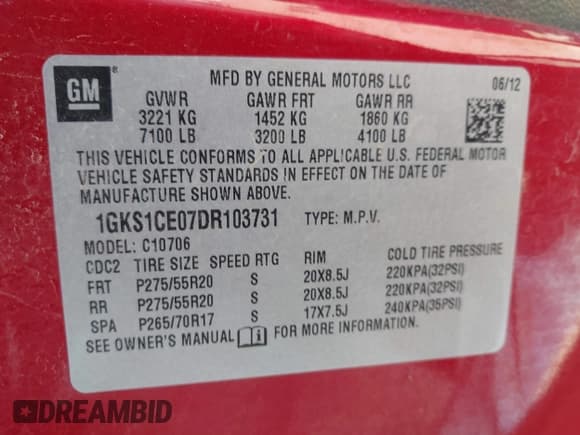 GM ®
MFD BY GENERAL MOTORS LLC 06/12
GVWR GAWR FRT GAWR RR
3221 KG 1452 KG 1860 KG
7100 LB 3200 LB 4100 LB
THIS VEHICLE CONFORMS TO ALL APPLICABLE U.S. FEDERAL MOTOR
VEHICLE SAFETY STANDARDS IN EFFECT ON THE DATE OF
MANUFACTURE SHOWN ABOVE.
1GKS1CE07DR103731 TYPE: M.P.V.
MODEL: C10706
CDC2 TIRE SIZE SPEED RTG RIM COLD TIRE PRESSURE
FRT P275/55R20 S 20X8.5J 220KPA(32PSI)
RR P275/55R20 S 20X8.5J 220KPA(32PSI)
SPA P265/70R17 S 17X7.5J 240KPA(35PSI)
SEE OWNER'S MANUAL i FOR MORE INFORMATION.
DREAMBID